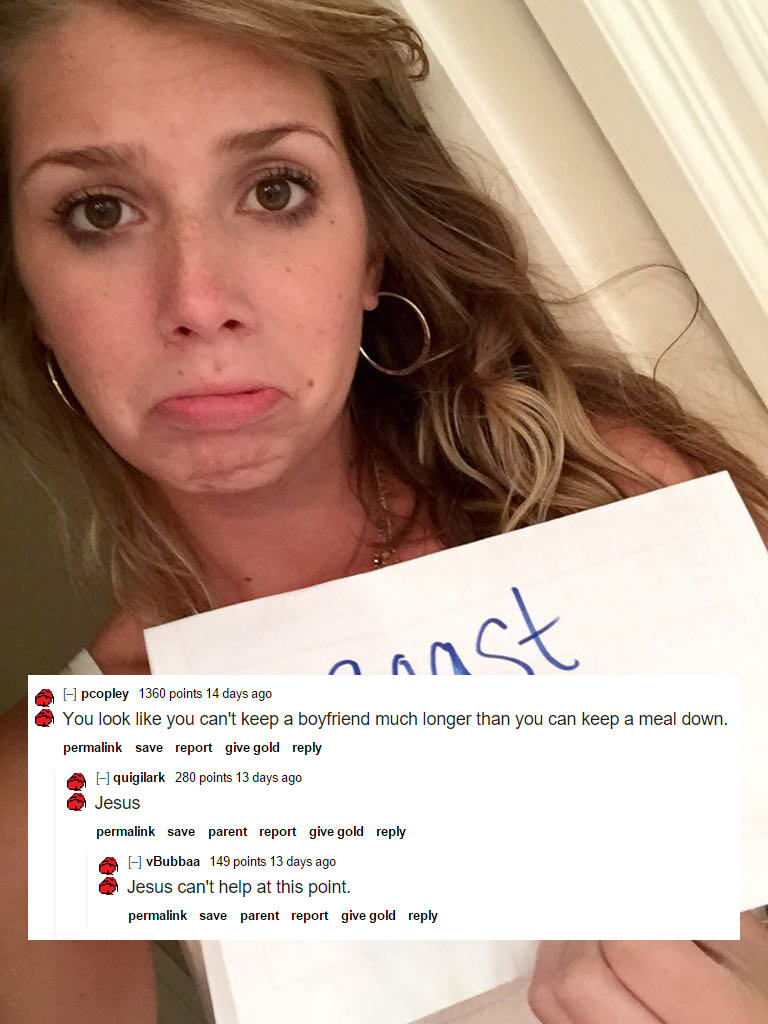 Roast
[–] pcopley 1360 points 14 days ago
You look like you can't keep a boyfriend much longer than you can keep a meal down.
permalink save report give gold reply
[–] quigilark 280 points 13 days ago
Jesus
permalink save parent report give gold reply
[–] vBubbaa 149 points 13 days ago
Jesus can't help at this point.
permalink save parent report give gold reply